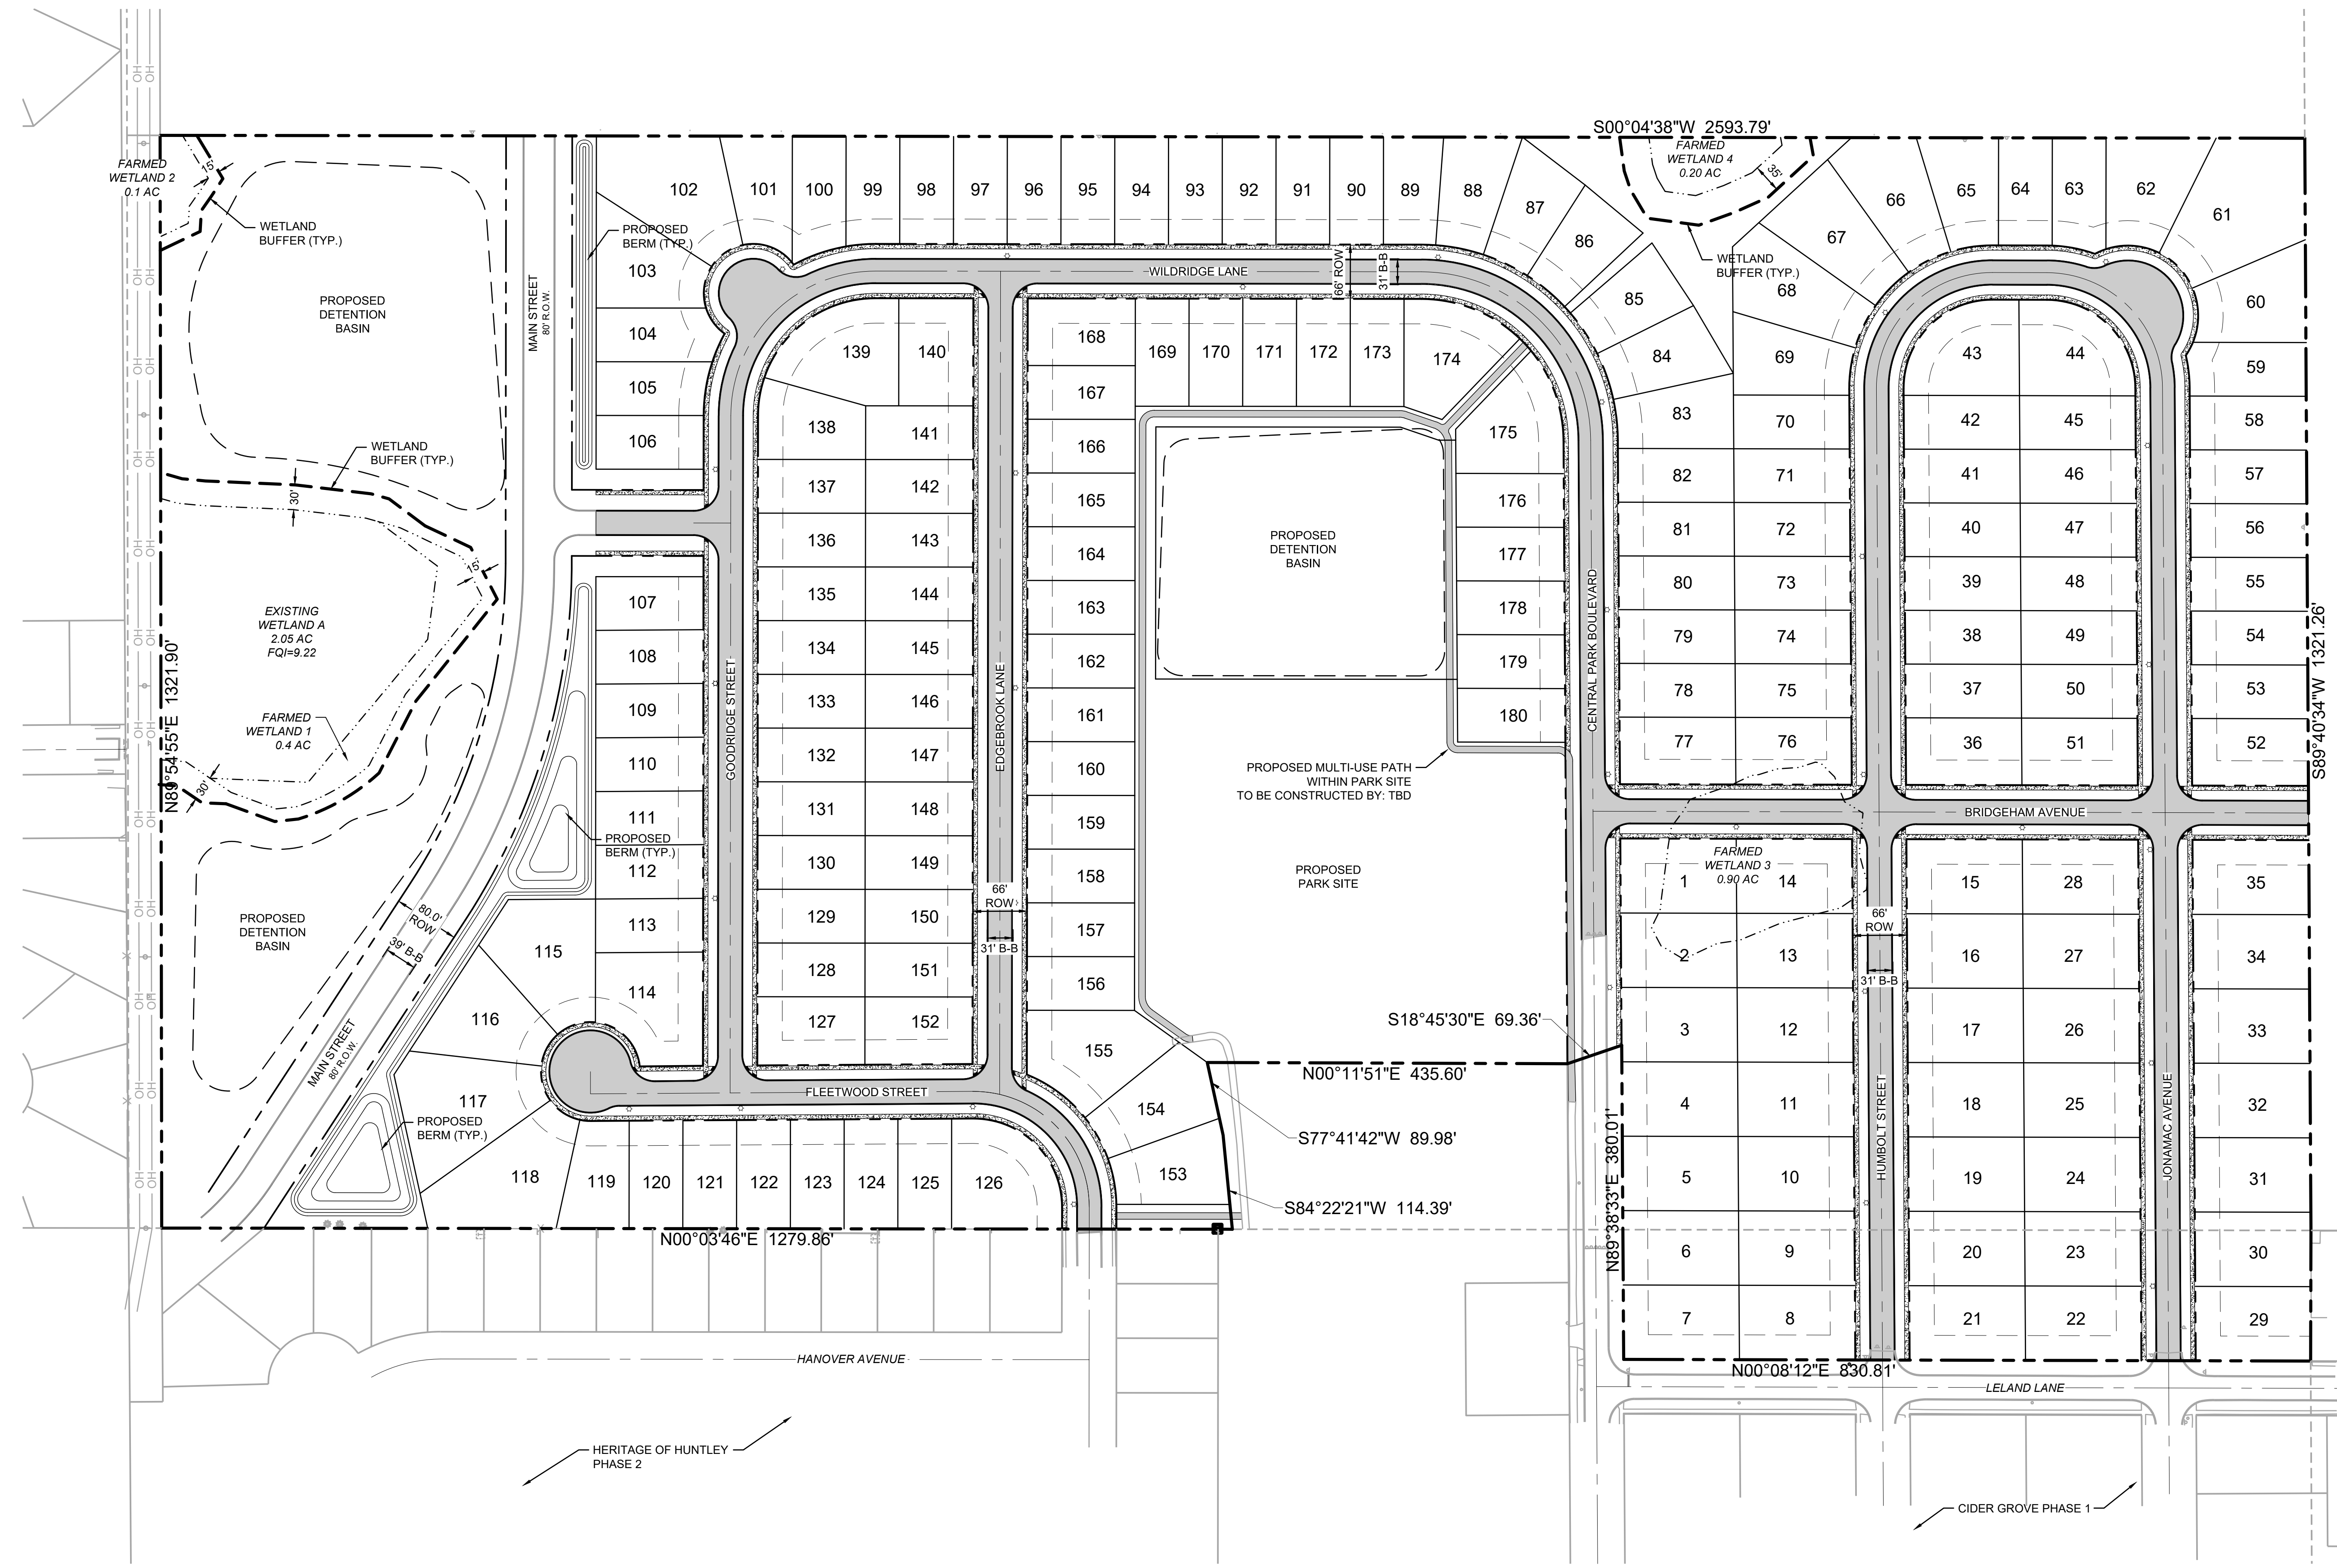 S00°04'38"W 2593.79'
FARMED
WETLAND 2
0.1 AC
15'
WETLAND
BUFFER (TYP.)
PROPOSED
DETENTION
BASIN
MAIN STREET
80' R.O.W.
PROPOSED
BERM (TYP.)
102
101
100
99
98
97
96
95
94
93
92
91
90
89
88
87
86
85
84
FARMED
WETLAND 4
0.20 AC
35'
WETLAND
BUFFER (TYP.)
66
65
64
63
62
61
67
68
60
59
103
104
105
106
WILDRIDGE LANE
66' ROW
31' B-B
WETLAND
BUFFER (TYP.)
30'
15'
EXISTING
WETLAND A
2.05 AC
FQI=9.22
FARMED
WETLAND 1
0.4 AC
30'
N89°54'55"E 1321.90'
PROPOSED
DETENTION
BASIN
80.0'
ROW
39' B-B
MAIN STREET
80' R.O.W.
107
108
109
110
111
PROPOSED
BERM (TYP.)
112
113
114
115
116
117
PROPOSED
BERM (TYP.)
118
119
120
121
122
123
124
125
126
GOODRIDGE STREET
139
140
138
141
137
142
136
143
135
144
134
145
133
146
132
147
131
148
130
149
129
150
128
151
127
152
EDGEBROOK LANE
66'
ROW
31' B-B
FLEETWOOD STREET
168
167
166
165
164
163
162
161
160
159
158
157
156
155
154
153
169
170
171
172
173
174
175
176
177
178
179
180
PROPOSED
DETENTION
BASIN
PROPOSED MULTI-USE PATH
WITHIN PARK SITE
TO BE CONSTRUCTED BY: TBD
PROPOSED
PARK SITE
CENTRAL PARK BOULEVARD
S18°45'30"E 69.36'
N00°11'51"E 435.60'
S77°41'42"W 89.98'
S84°22'21"W 114.39'
N89°38'33"E 380.01'
N00°03'46"E 1279.86'
83
82
81
80
79
78
77
69
70
71
72
73
74
75
76
43
44
42
45
41
46
40
47
39
48
38
49
37
50
36
51
58
57
56
55
54
53
52
S89°40'34"W 1321.26'
BRIDGEHAM AVENUE
FARMED
WETLAND 3
0.90 AC
1
14
2
13
3
12
4
11
5
10
6
9
7
8
66'
ROW
31' B-B
HUMBOLT STREET
15
28
16
27
17
26
18
25
19
24
20
23
21
22
JONAMAC AVENUE
35
34
33
32
31
30
29
N00°08'12"E 830.81'
LELAND LANE
HANOVER AVENUE
HERITAGE OF HUNTLEY
PHASE 2
CIDER GROVE PHASE 1